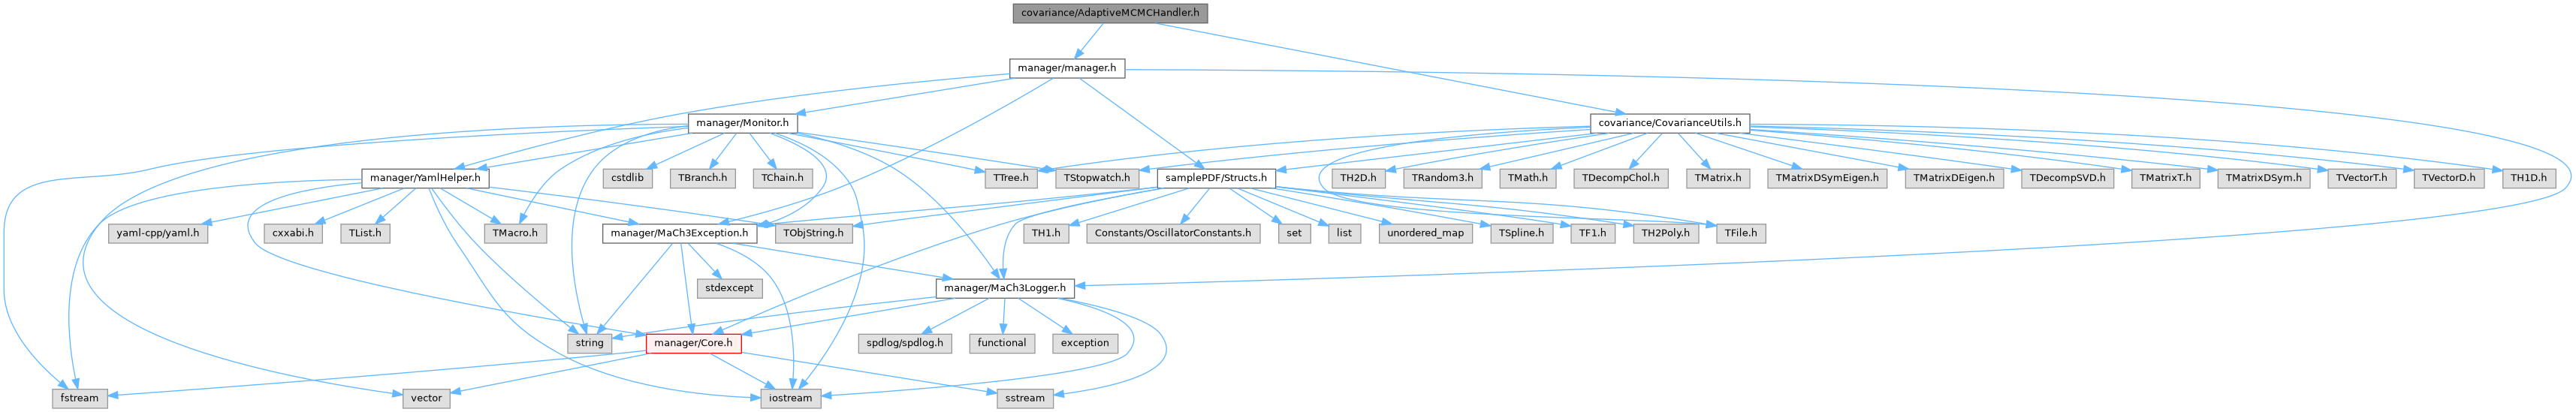 covariance/AdaptiveMCMCHandler.h
manager/manager.h
manager/Monitor.h
covariance/CovarianceUtils.h
manager/YamlHelper.h
cstdlib
TBranch.h
TChain.h
TTree.h
TStopwatch.h
samplePDF/Structs.h
TH2D.h
TRandom3.h
TMath.h
TDecompChol.h
TMatrix.h
TMatrixDSymEigen.h
TMatrixDEigen.h
TDecompSVD.h
TMatrixT.h
TMatrixDSym.h
TVectorT.h
TVectorD.h
TH1D.h
yaml-cpp/yaml.h
cxxabi.h
TList.h
TMacro.h
manager/MaCh3Exception.h
TObjString.h
TH1.h
Constants/OscillatorConstants.h
set
list
unordered_map
TSpline.h
TF1.h
TH2Poly.h
TFile.h
stdexcept
manager/MaCh3Logger.h
string
manager/Core.h
spdlog/spdlog.h
functional
exception
fstream
vector
iostream
sstream